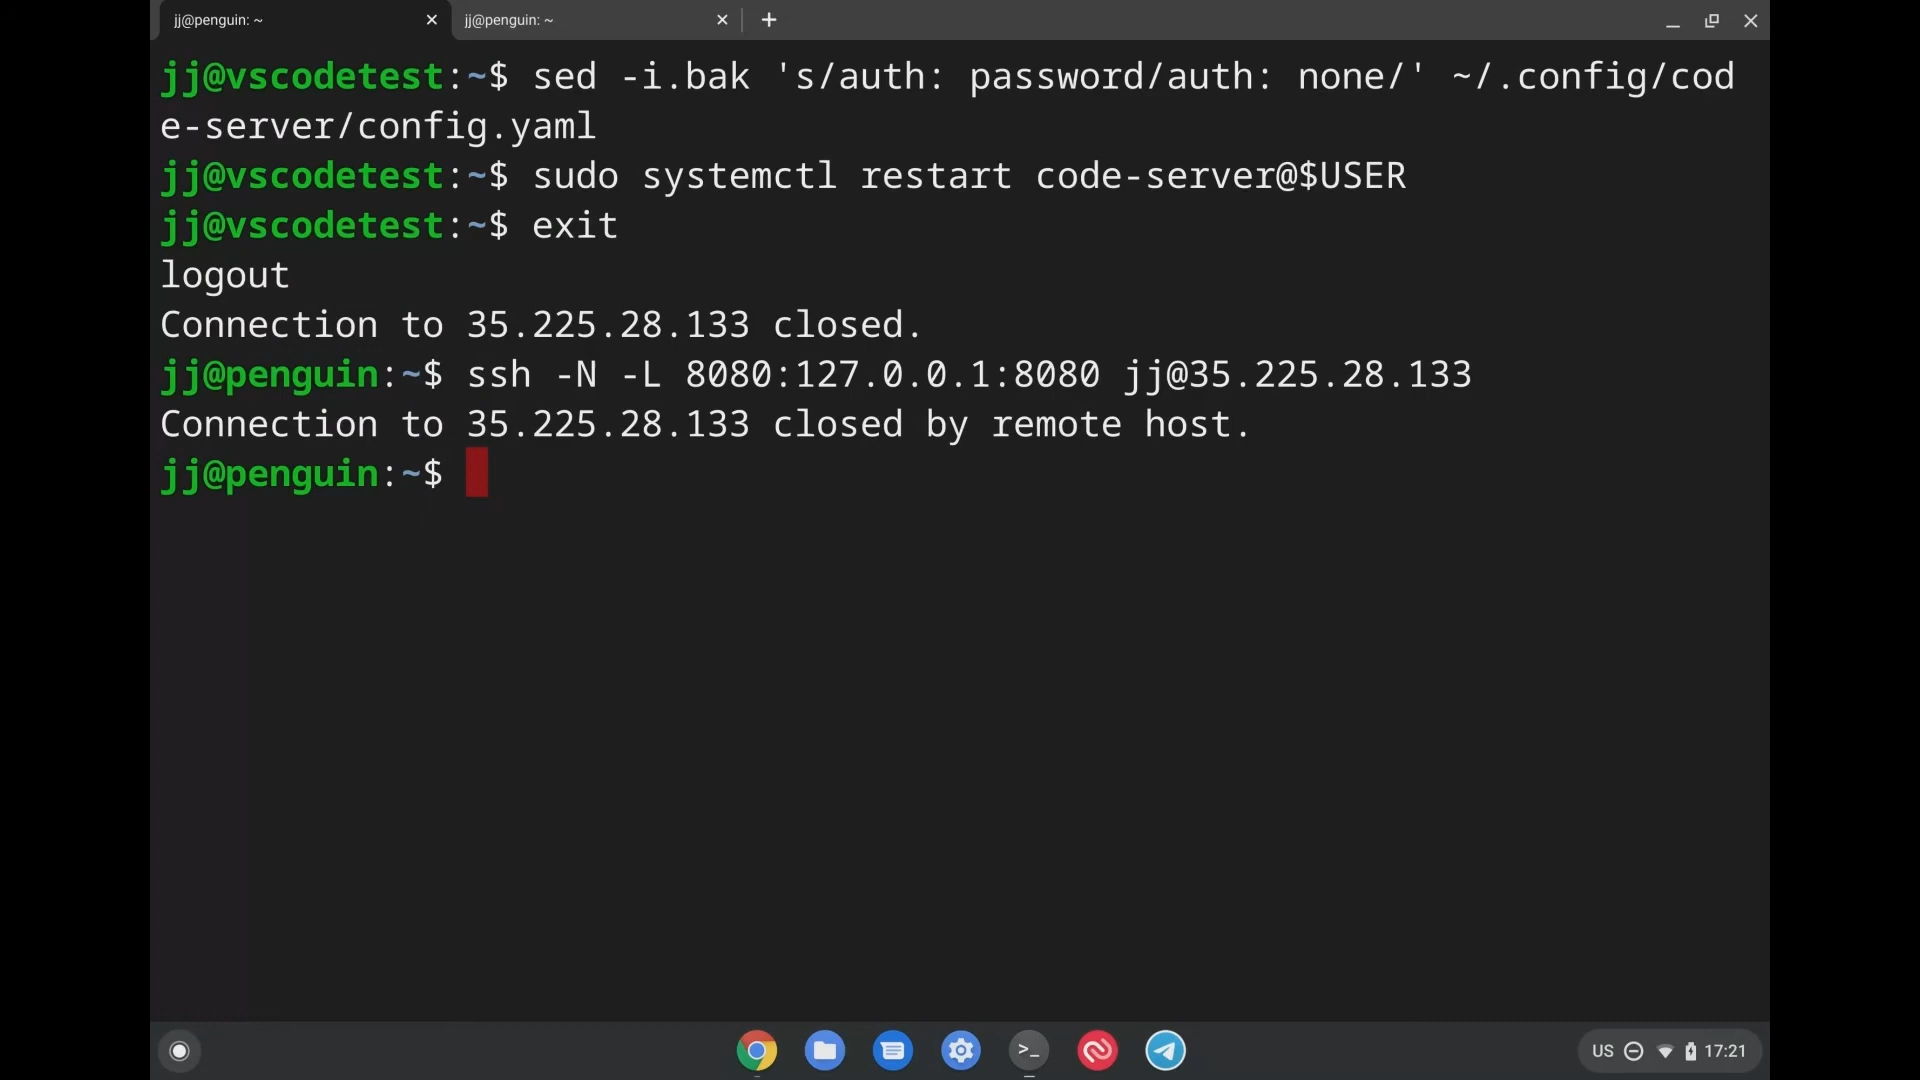 jj@penguin: ~
jj@penguin: ~
jj@vscodetest:~$ sed -i.bak 's/auth: password/auth: none/' ~/.config/cod
e-server/config.yaml
jj@vscodetest:~$ sudo systemctl restart code-server@$USER
jj@vscodetest:~$ exit
logout
Connection to 35.225.28.133 closed.
jj@penguin:~$ ssh -N -L 8080:127.0.0.1:8080 jj@35.225.28.133
Connection to 35.225.28.133 closed by remote host.
jj@penguin:~$
US 17:21